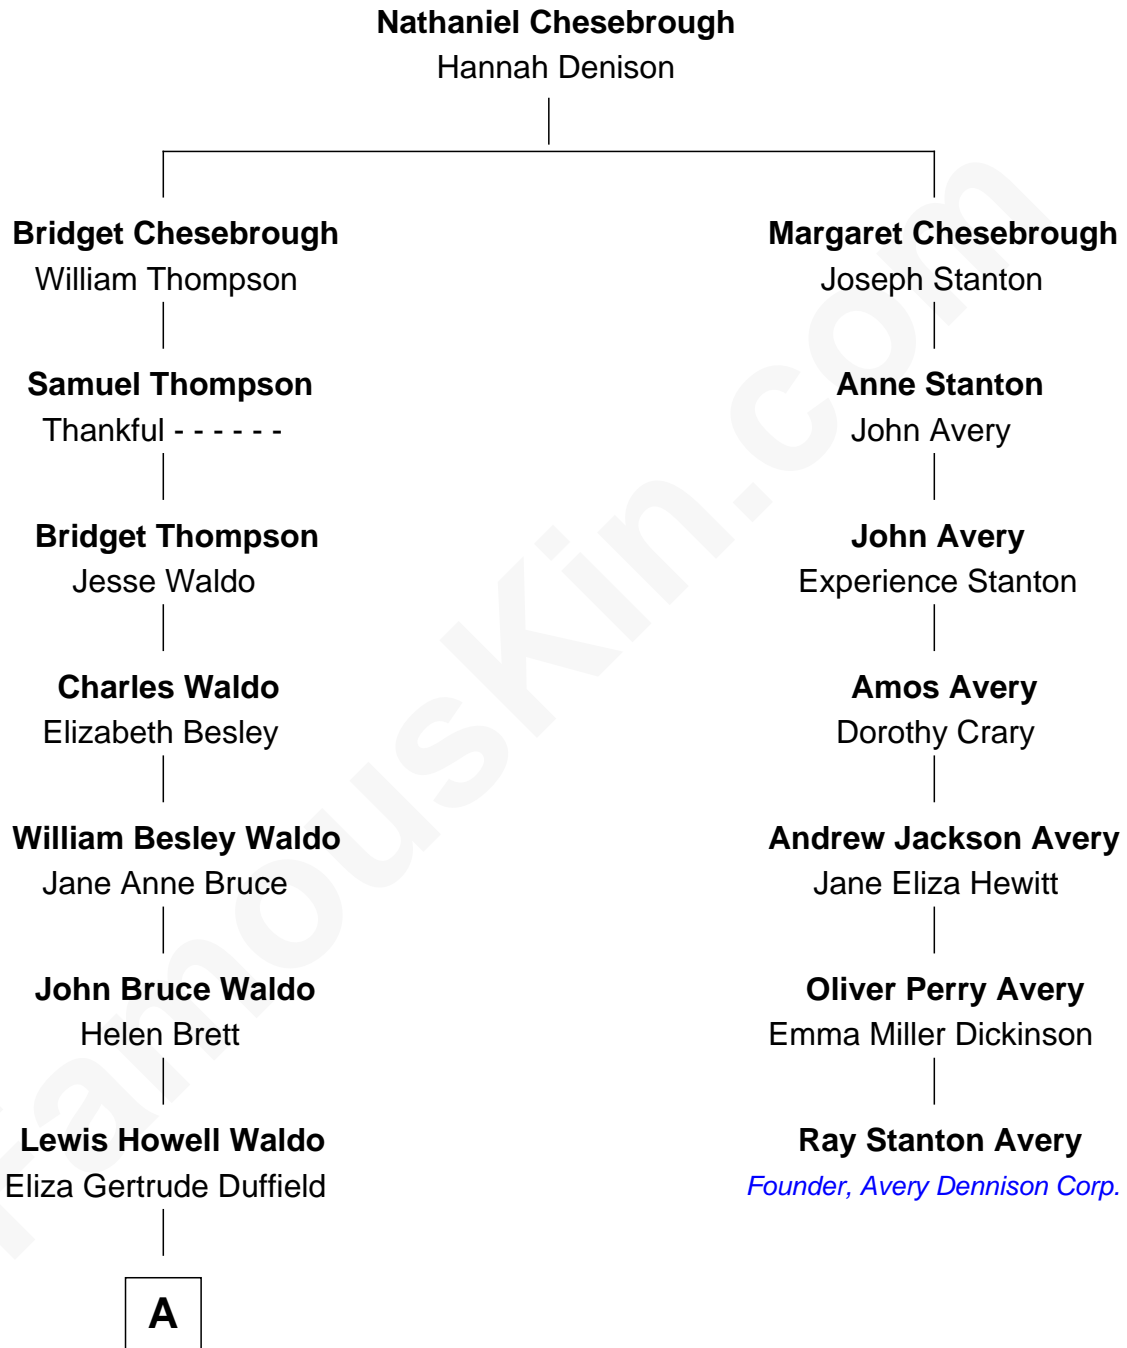 Nathaniel Chesebrough
Hannah Denison
Bridget Chesebrough
William Thompson
Margaret Chesebrough
Joseph Stanton
Samuel Thompson
Thankful - - - - - -
Anne Stanton
John Avery
Bridget Thompson
Jesse Waldo
John Avery
Experience Stanton
Charles Waldo
Elizabeth Besley
Amos Avery
Dorothy Crary
William Besley Waldo
Jane Anne Bruce
Andrew Jackson Avery
Jane Eliza Hewitt
John Bruce Waldo
Helen Brett
Oliver Perry Avery
Emma Miller Dickinson
Lewis Howell Waldo
Eliza Gertrude Duffield
Ray Stanton Avery
Founder, Avery Dennison Corp.
A
FamousKin.com